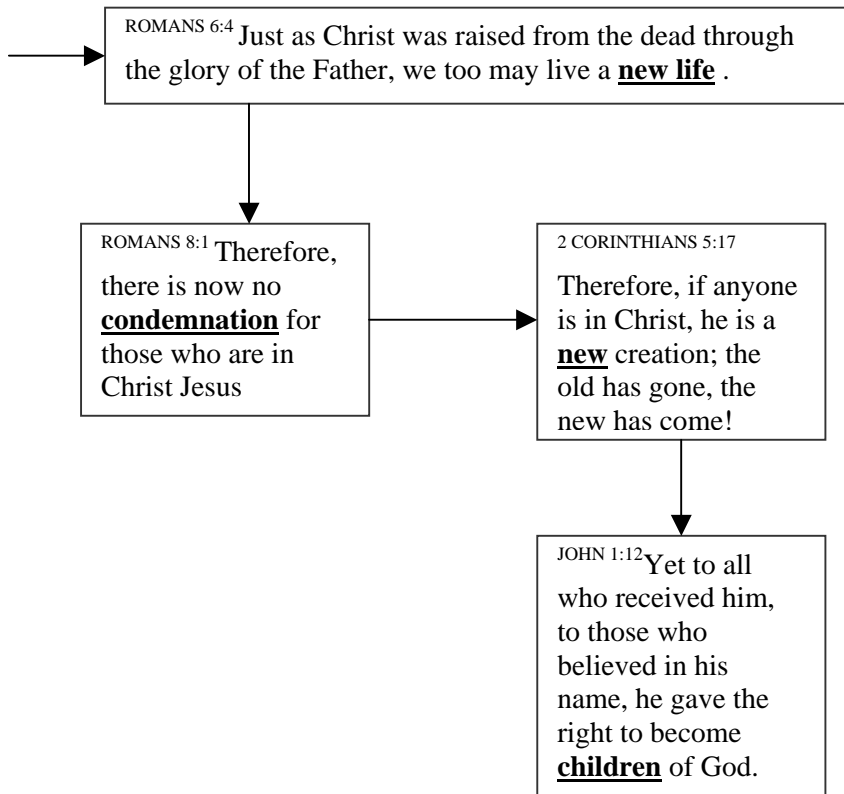 ROMANS 6:4 Just as Christ was raised from the dead through
the glory of the Father, we too may live a new life .
ROMANS 8:1 Therefore,
there is now no
condemnation for
those who are in
Christ Jesus
2 CORINTHIANS 5:17
Therefore, if anyone
is in Christ, he is a
new creation; the
old has gone, the
new has come!
JOHN 1:12Yet to all
who received him,
to those who
believed in his
name, he gave the
right to become
children of God.